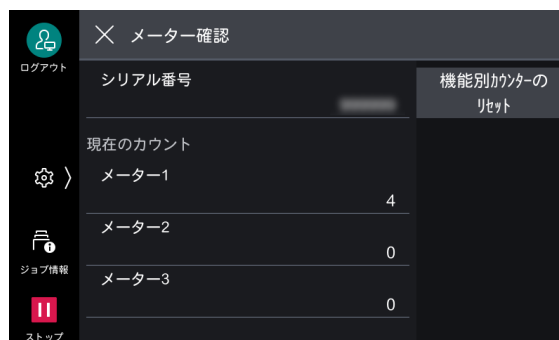 メーター確認
ログアウト
シリアル番号
機能別ｶｳﾝﾀｰの
ﾘｾｯﾄ
現在のカウント
メーター1
4
メーター2
0
ジョブ情報
メーター3
0
ストップ